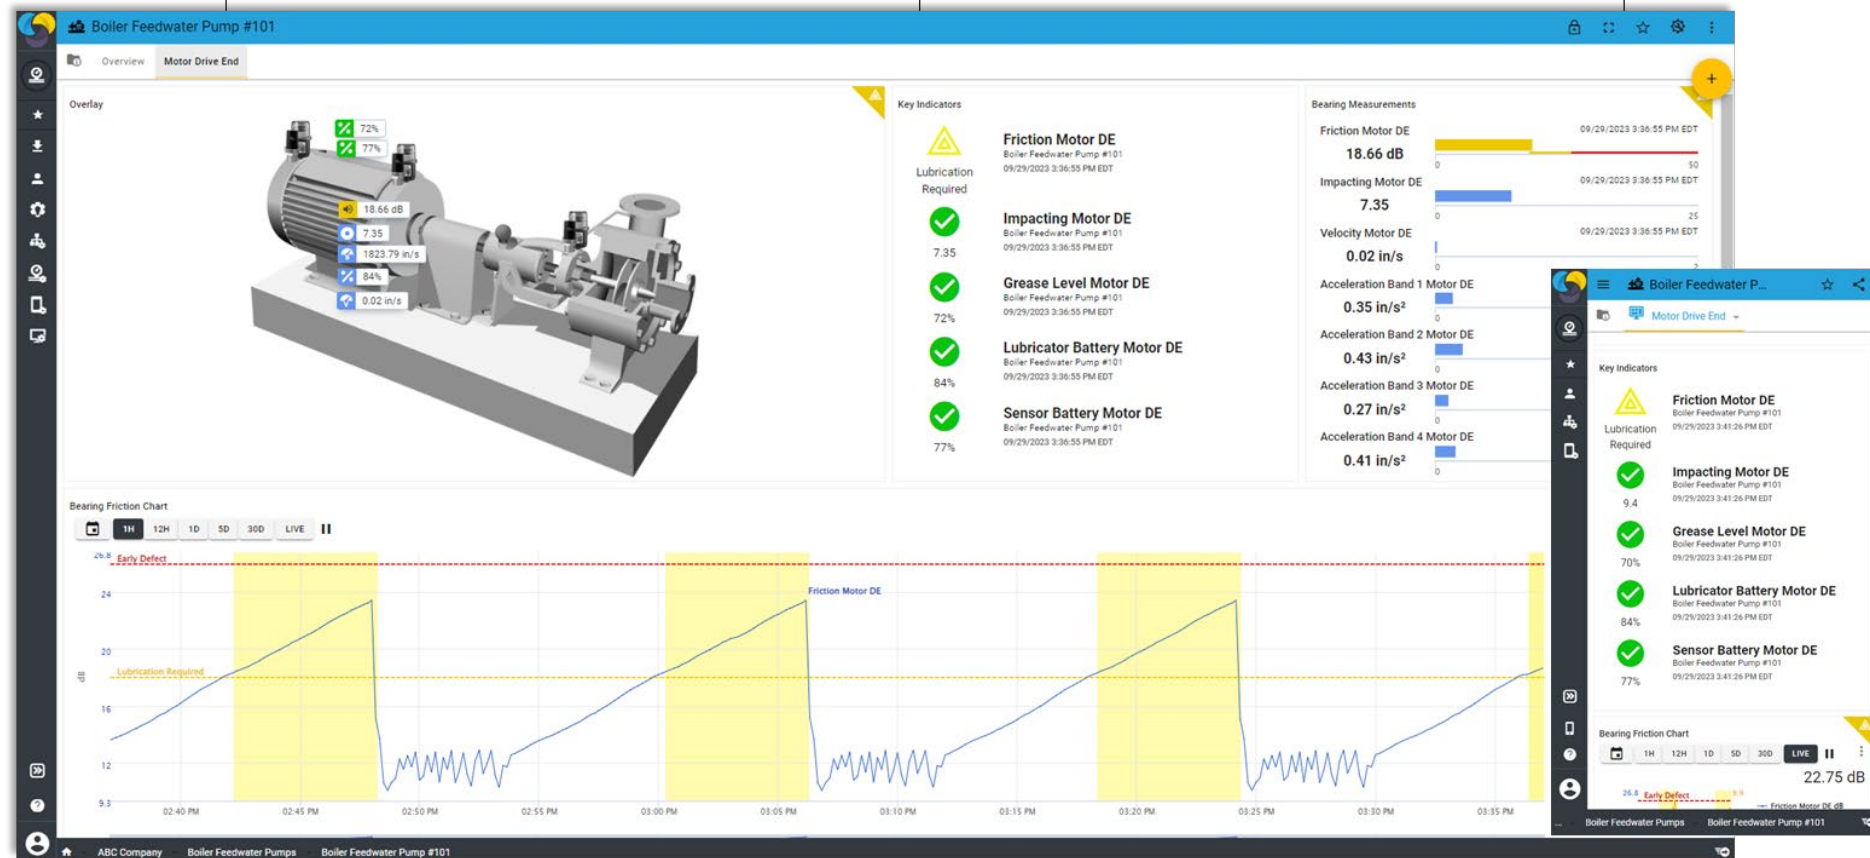 Boiler Feedwater Pump #101
Overview
Motor Drive End
Overlay
72%
77%
18.66 dB
7.35
1823.79 in/s
84%
0.02 in/s
Key Indicators
Lubrication
Required
Friction Motor DE
Boiler Feedwater Pump #101
09/29/2023 3:36:55 PM EDT
7.35
Impacting Motor DE
Boiler Feedwater Pump #101
09/29/2023 3:36:55 PM EDT
72%
Grease Level Motor DE
Boiler Feedwater Pump #101
09/29/2023 3:36:55 PM EDT
84%
Lubricator Battery Motor DE
Boiler Feedwater Pump #101
09/29/2023 3:36:55 PM EDT
77%
Sensor Battery Motor DE
Boiler Feedwater Pump #101
09/29/2023 3:36:55 PM EDT
Bearing Measurements
Friction Motor DE
09/29/2023 3:36:55 PM EDT
18.66 dB
0 50
Impacting Motor DE
09/29/2023 3:36:55 PM EDT
7.35
0 25
Velocity Motor DE
09/29/2023 3:36:55 PM EDT
0.02 in/s
0
Acceleration Band 1 Motor DE
0.35 in/s²
0
Acceleration Band 2 Motor DE
0.43 in/s²
0
Acceleration Band 3 Motor DE
0.27 in/s²
0
Acceleration Band 4 Motor DE
0.41 in/s²
0
Bearing Friction Chart
1H 12H 1D 5D 30D LIVE
26.8
Early Defect
24
Friction Motor DE
20
Lubrication Required
dB
16
12
9.3
02:40 PM 02:45 PM 02:50 PM 02:55 PM 03:00 PM 03:05 PM 03:10 PM 03:15 PM 03:20 PM 03:25 PM 03:30 PM 03:35 PM
ABC Company Boiler Feedwater Pumps Boiler Feedwater Pump #101
Boiler Feedwater P...
Motor Drive End
Key Indicators
Lubrication
Required
Friction Motor DE
Boiler Feedwater Pump #101
09/29/2023 3:41:26 PM EDT
9.4
Impacting Motor DE
Boiler Feedwater Pump #101
09/29/2023 3:41:26 PM EDT
70%
Grease Level Motor DE
Boiler Feedwater Pump #101
09/29/2023 3:41:26 PM EDT
84%
Lubricator Battery Motor DE
Boiler Feedwater Pump #101
09/29/2023 3:41:26 PM EDT
77%
Sensor Battery Motor DE
Boiler Feedwater Pump #101
09/29/2023 3:41:26 PM EDT
Bearing Friction Chart
1H 12H 1D 5D 30D LIVE
22.75 dB
26.8 Early Defect
Friction Motor DE dB
... Boiler Feedwater Pumps Boiler Feedwater Pump #101